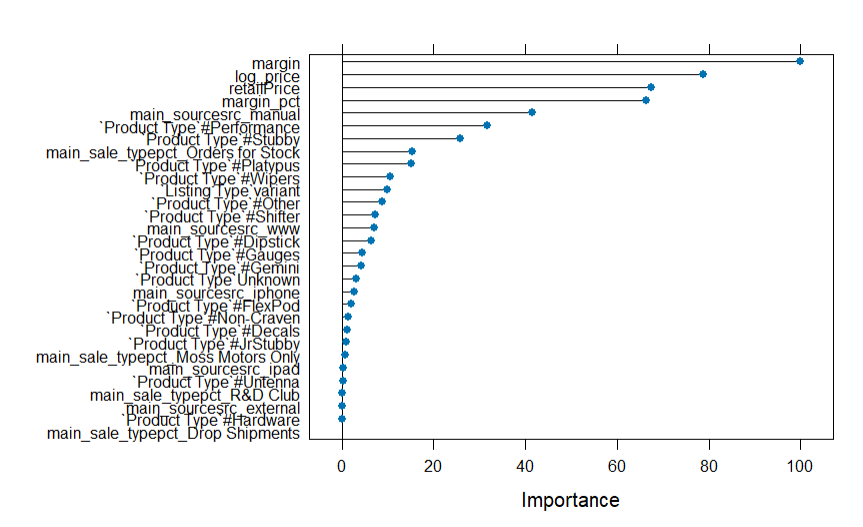 margin
log_price
retailPrice
margin_pct
main_sourcesrc_manual
`Product Type`#Performance
`Product Type`#Stubby
main_sale_typepct_Orders for Stock
`Product Type`#Platypus
`Product Type`#Wipers
`Listing Type`variant
`Product Type`#Other
`Product Type`#Shifter
main_sourcesrc_www
`Product Type`#Dipstick
`Product Type`#Gauges
`Product Type`#Gemini
`Product Type`Unknown
main_sourcesrc_iphone
`Product Type`#FlexPod
`Product Type`#Non-Craven
`Product Type`#Decals
`Product Type`#JrStubby
main_sale_typepct_Moss Motors Only
main_sourcesrc_ipad
`Product Type`#Untenna
main_sale_typepct_R&D Club
main_sourcesrc_external
`Product Type`#Hardware
main_sale_typepct_Drop Shipments
0 20 40 60 80 100
Importance